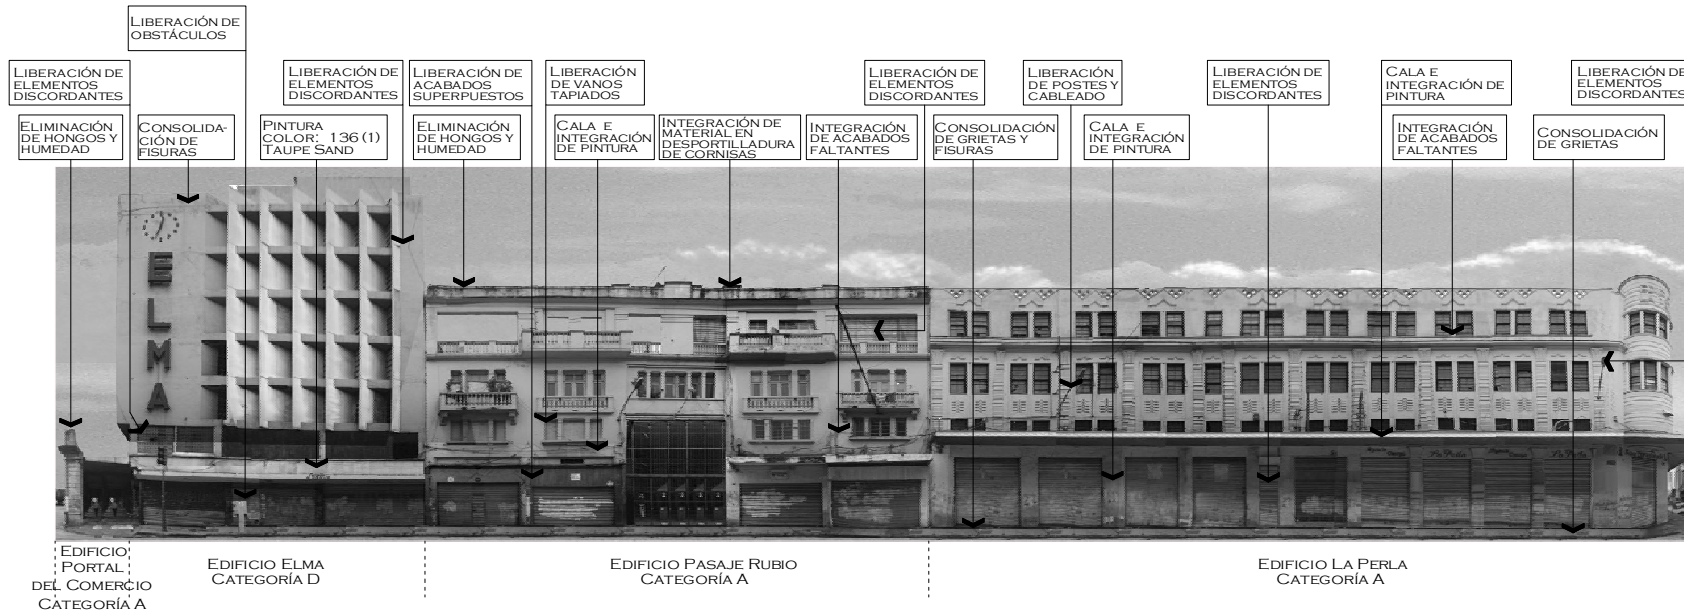 LIBERACIÓN DE
OBSTÁCULOS
LIBERACIÓN DE
ELEMENTOS
DISCORDANTES
LIBERACIÓN DE
ELEMENTOS
DISCORDANTES
LIBERACIÓN DE
ACABADOS
SUPERPUESTOS
LIBERACIÓN
DE VANOS
TAPIADOS
LIBERACIÓN DE
ELEMENTOS
DISCORDANTES
LIBERACIÓN
DE POSTES Y
CABLEADO
LIBERACIÓN DE
ELEMENTOS
DISCORDANTES
CALA E
INTEGRACIÓN DE
PINTURA
LIBERACIÓN DE
ELEMENTOS
DISCORDANTES
ELIMINACIÓN
DE HONGOS Y
HUMEDAD
CONSOLIDA-
CIÓN DE
FISURAS
PINTURA
COLOR: 136 (1)
TAUPE SAND
ELIMINACIÓN
DE HONGOS Y
HUMEDAD
CALA E
INTEGRACIÓN
DE PINTURA
INTEGRACIÓN DE
MATERIAL EN
DESPORTILLADURA
DE CORNISAS
INTEGRACIÓN
DE ACABADOS
FALTANTES
CONSOLIDACIÓN
DE GRIETAS Y
FISURAS
CALA E
INTEGRACIÓN
DE PINTURA
INTEGRACIÓN
DE ACABADOS
FALTANTES
CONSOLIDACIÓN
DE GRIETAS
ELMA
La Perla
La Perla
EDIFICIO
PORTAL
DEL COMERCIO
CATEGORÍA A
EDIFICIO ELMA
CATEGORÍA D
EDIFICIO PASAJE RUBIO
CATEGORÍA A
EDIFICIO LA PERLA
CATEGORÍA A